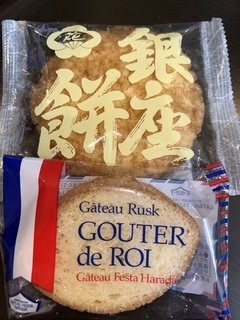 銀座
餅
Gâteau Rusk
GOUTER
de ROI
Gâteau Festa Harada